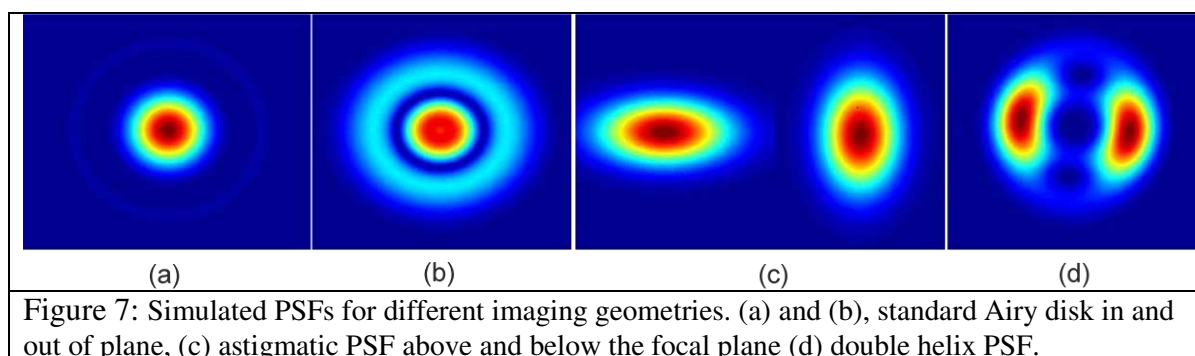 (a) (b) (c) (d)
Figure 7: Simulated PSFs for different imaging geometries. (a) and (b), standard Airy disk in and
out of plane, (c) astigmatic PSF above and below the focal plane (d) double helix PSF.